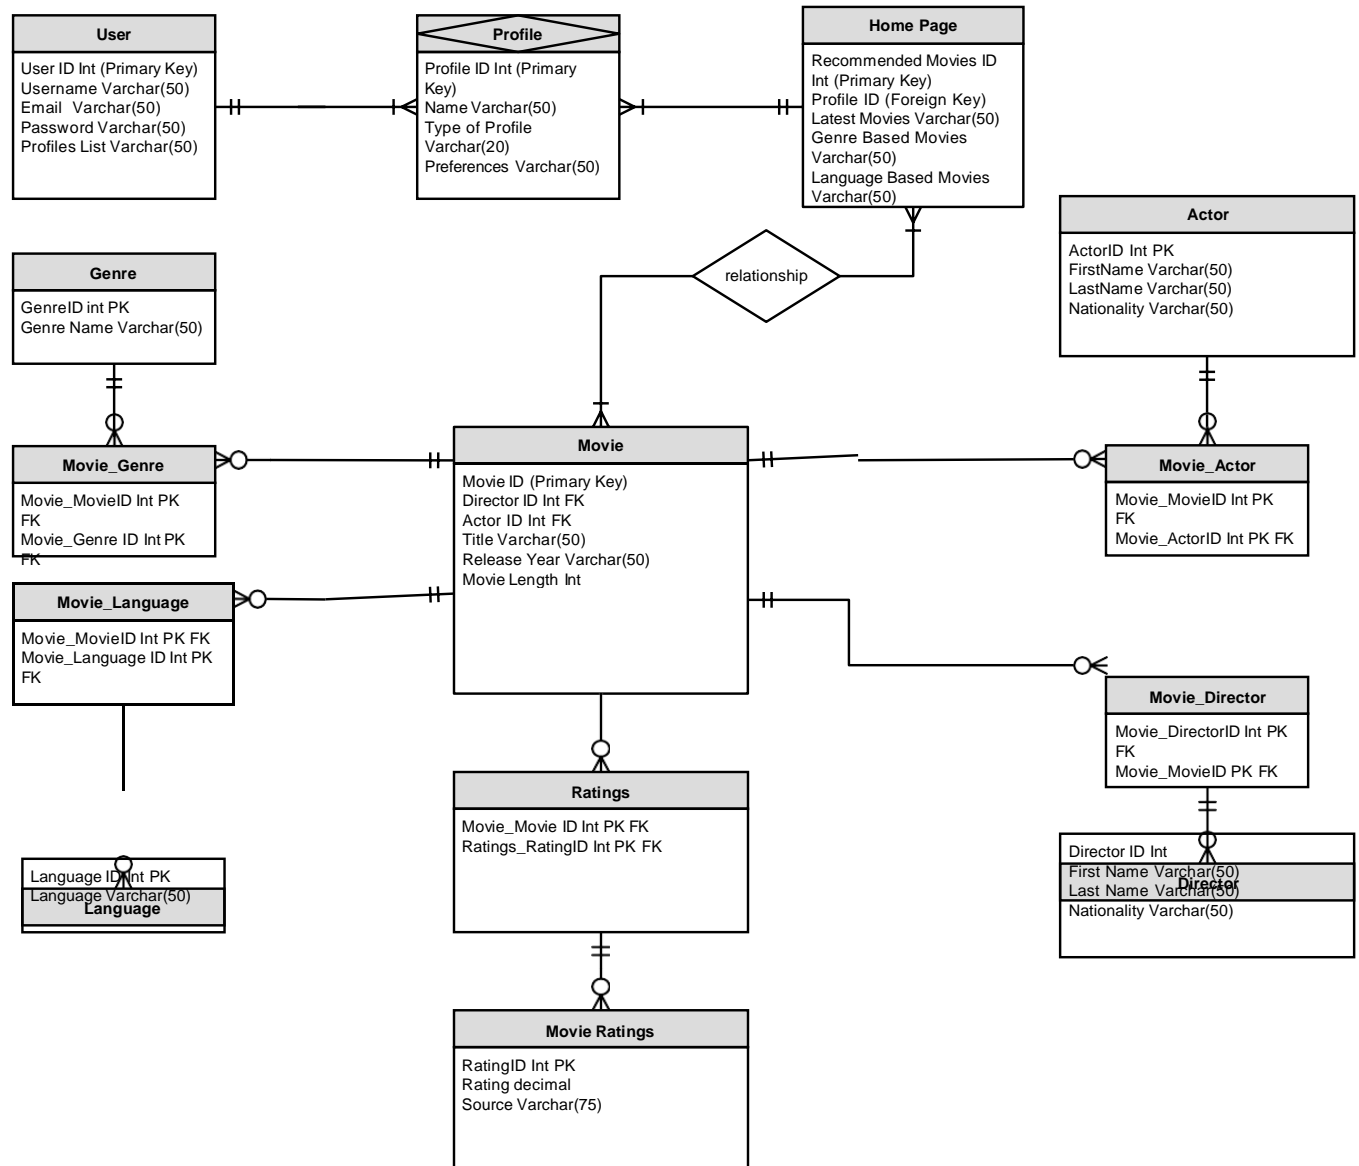 User
User ID Int (Primary Key)
Username Varchar(50)
Email Varchar(50)
Password Varchar(50)
Profiles List Varchar(50)
Profile
Profile ID Int (Primary
Key)
Name Varchar(50)
Type of Profile
Varchar(20)
Preferences Varchar(50)
Home Page
Recommended Movies ID
Int (Primary Key)
Profile ID (Foreign Key)
Latest Movies Varchar(50)
Genre Based Movies
Varchar(50)
Language Based Movies
Varchar(50)
Actor
ActorID Int PK
FirstName Varchar(50)
LastName Varchar(50)
Nationality Varchar(50)
Genre
GenreID int PK
Genre Name Varchar(50)
relationship
Movie_Genre
Movie_MovieID Int PK
FK
Movie_Genre ID Int PK
FK
Movie
Movie ID (Primary Key)
Director ID Int FK
Actor ID Int FK
Title Varchar(50)
Release Year Varchar(50)
Movie Length Int
Movie_Actor
Movie_MovieID Int PK
FK
Movie_ActorID Int PK FK
Movie_Language
Movie_MovieID Int PK FK
Movie_Language ID Int PK
FK
Movie_Director
Movie_DirectorID Int PK
FK
Movie_MovieID PK FK
Ratings
Movie_Movie ID Int PK FK
Ratings_RatingID Int PK FK
Language ID Int PK
Language Varchar(50)
Language
Director ID Int
First Name Varchar(50)
Director
Last Name Varchar(50)
Nationality Varchar(50)
Movie Ratings
RatingID Int PK
Rating decimal
Source Varchar(75)